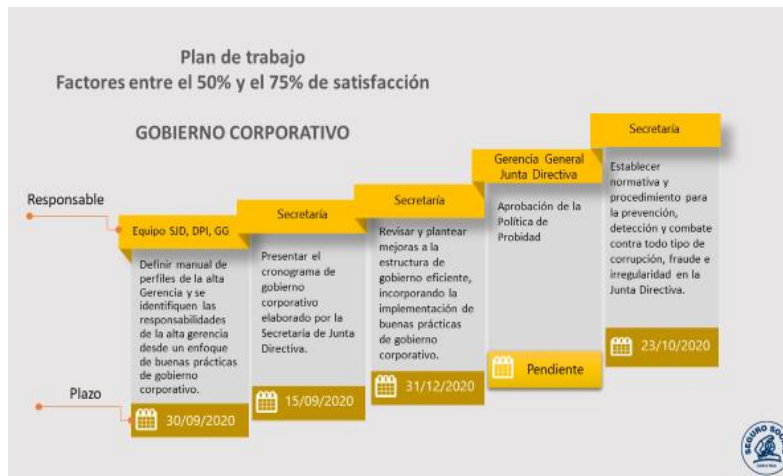 Plan de trabajo
Factores entre el 50% y el 75% de satisfacción
GOBIERNO CORPORATIVO
Responsable
Equipo SJD, DPI, GG
Definir manual de
perfiles de la alta
Gerencia y se
identifiquen las
responsabilidades
de la alta gerencia
desde un enfoque
de buenas prácticas
de gobierno
corporativo.
30/09/2020
Secretaría
Presentar el
cronograma de
gobierno
corporativo
elaborado por la
Secretaría de Junta
Directiva.
15/09/2020
Secretaría
Revisar y plantear
mejoras a la
estructura de
gobierno eficiente,
incorporando la
implementación de
buenas prácticas
de gobierno
corporativo.
31/12/2020
Gerencia General
Junta Directiva
Aprobación de la
Política de
Probidad
Pendiente
Secretaría
Establecer
normativa y
procedimiento para
la prevención,
detección y combate
contra todo tipo de
corrupción, fraude e
irregularidad en la
Junta Directiva.
23/10/2020
Plazo
SEGURO